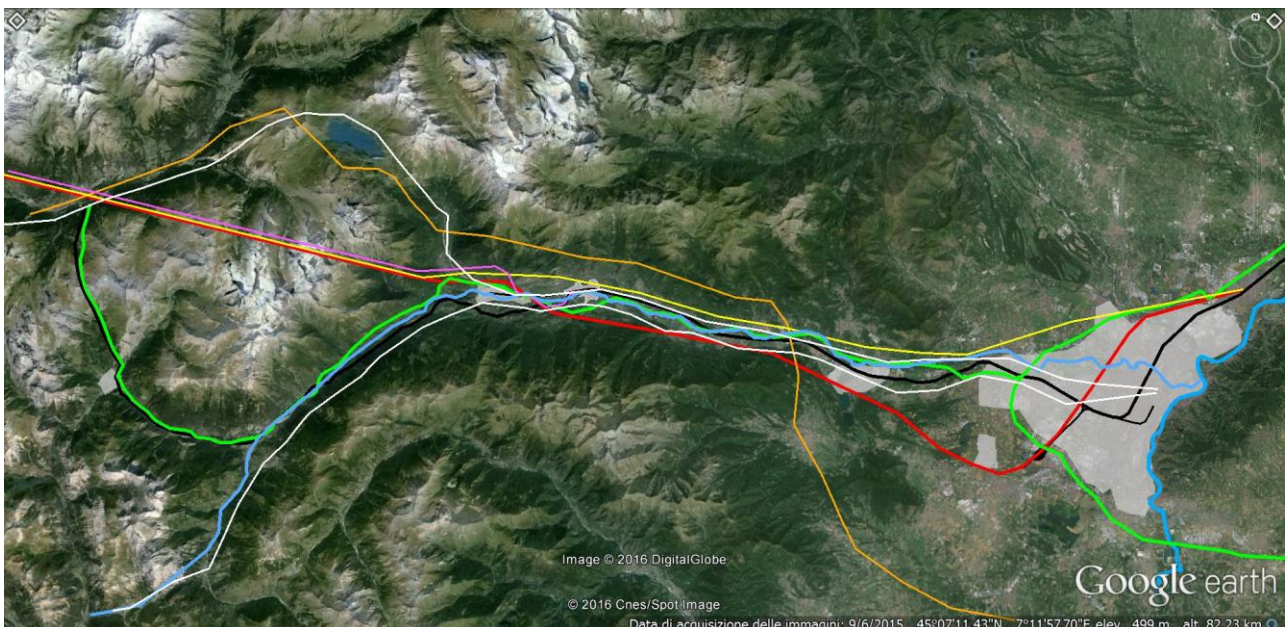 N
Image © 2016 DigitalGlobe
© 2016 Cnes/Spot Image
Google earth
Data di acquisizione delle immagini: 9/6/2015 45°07'11.43"N 7°11'57.70"E elev 499 m alt 82.23 km